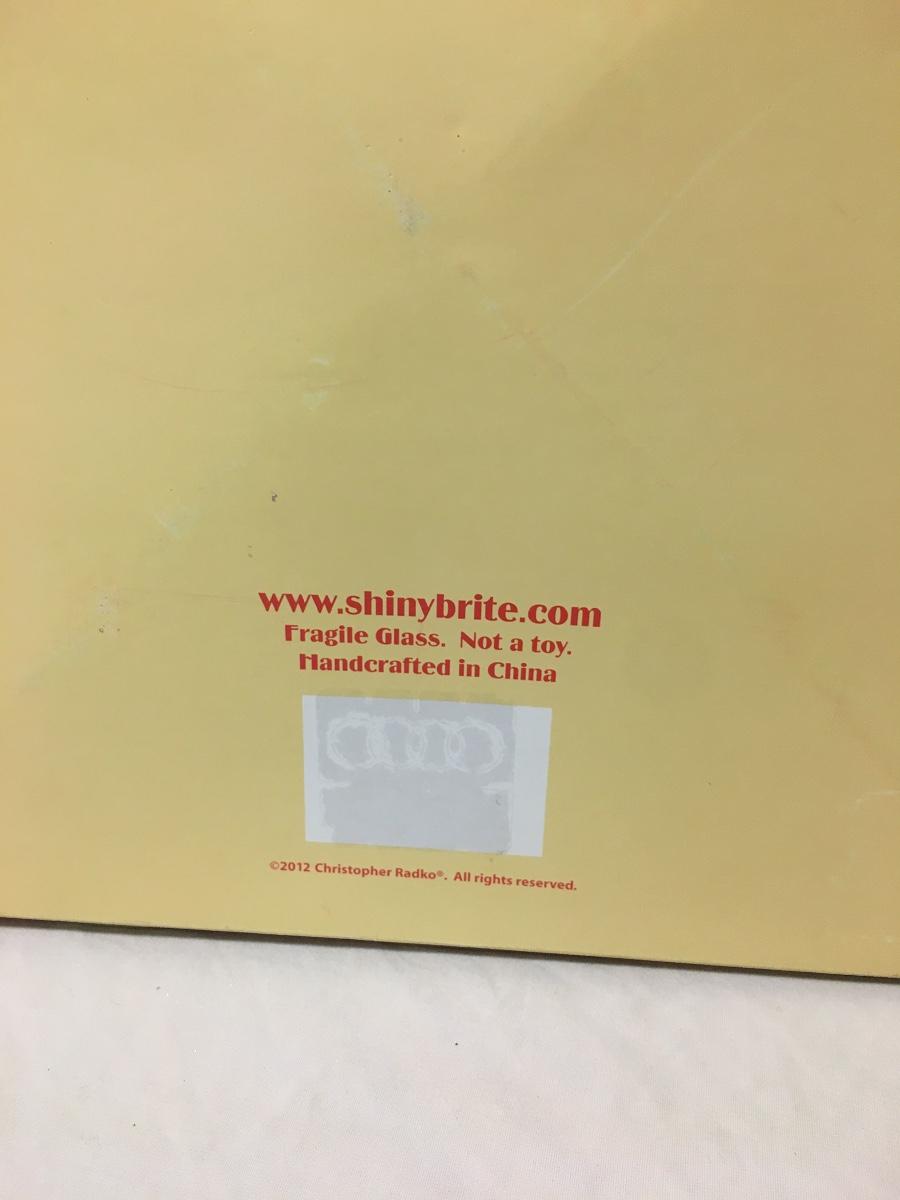 www.shinybrite.com
Fragile Glass. Not a toy.
Handcrafted in China
©2012 Christopher Radko®. All rights reserved.